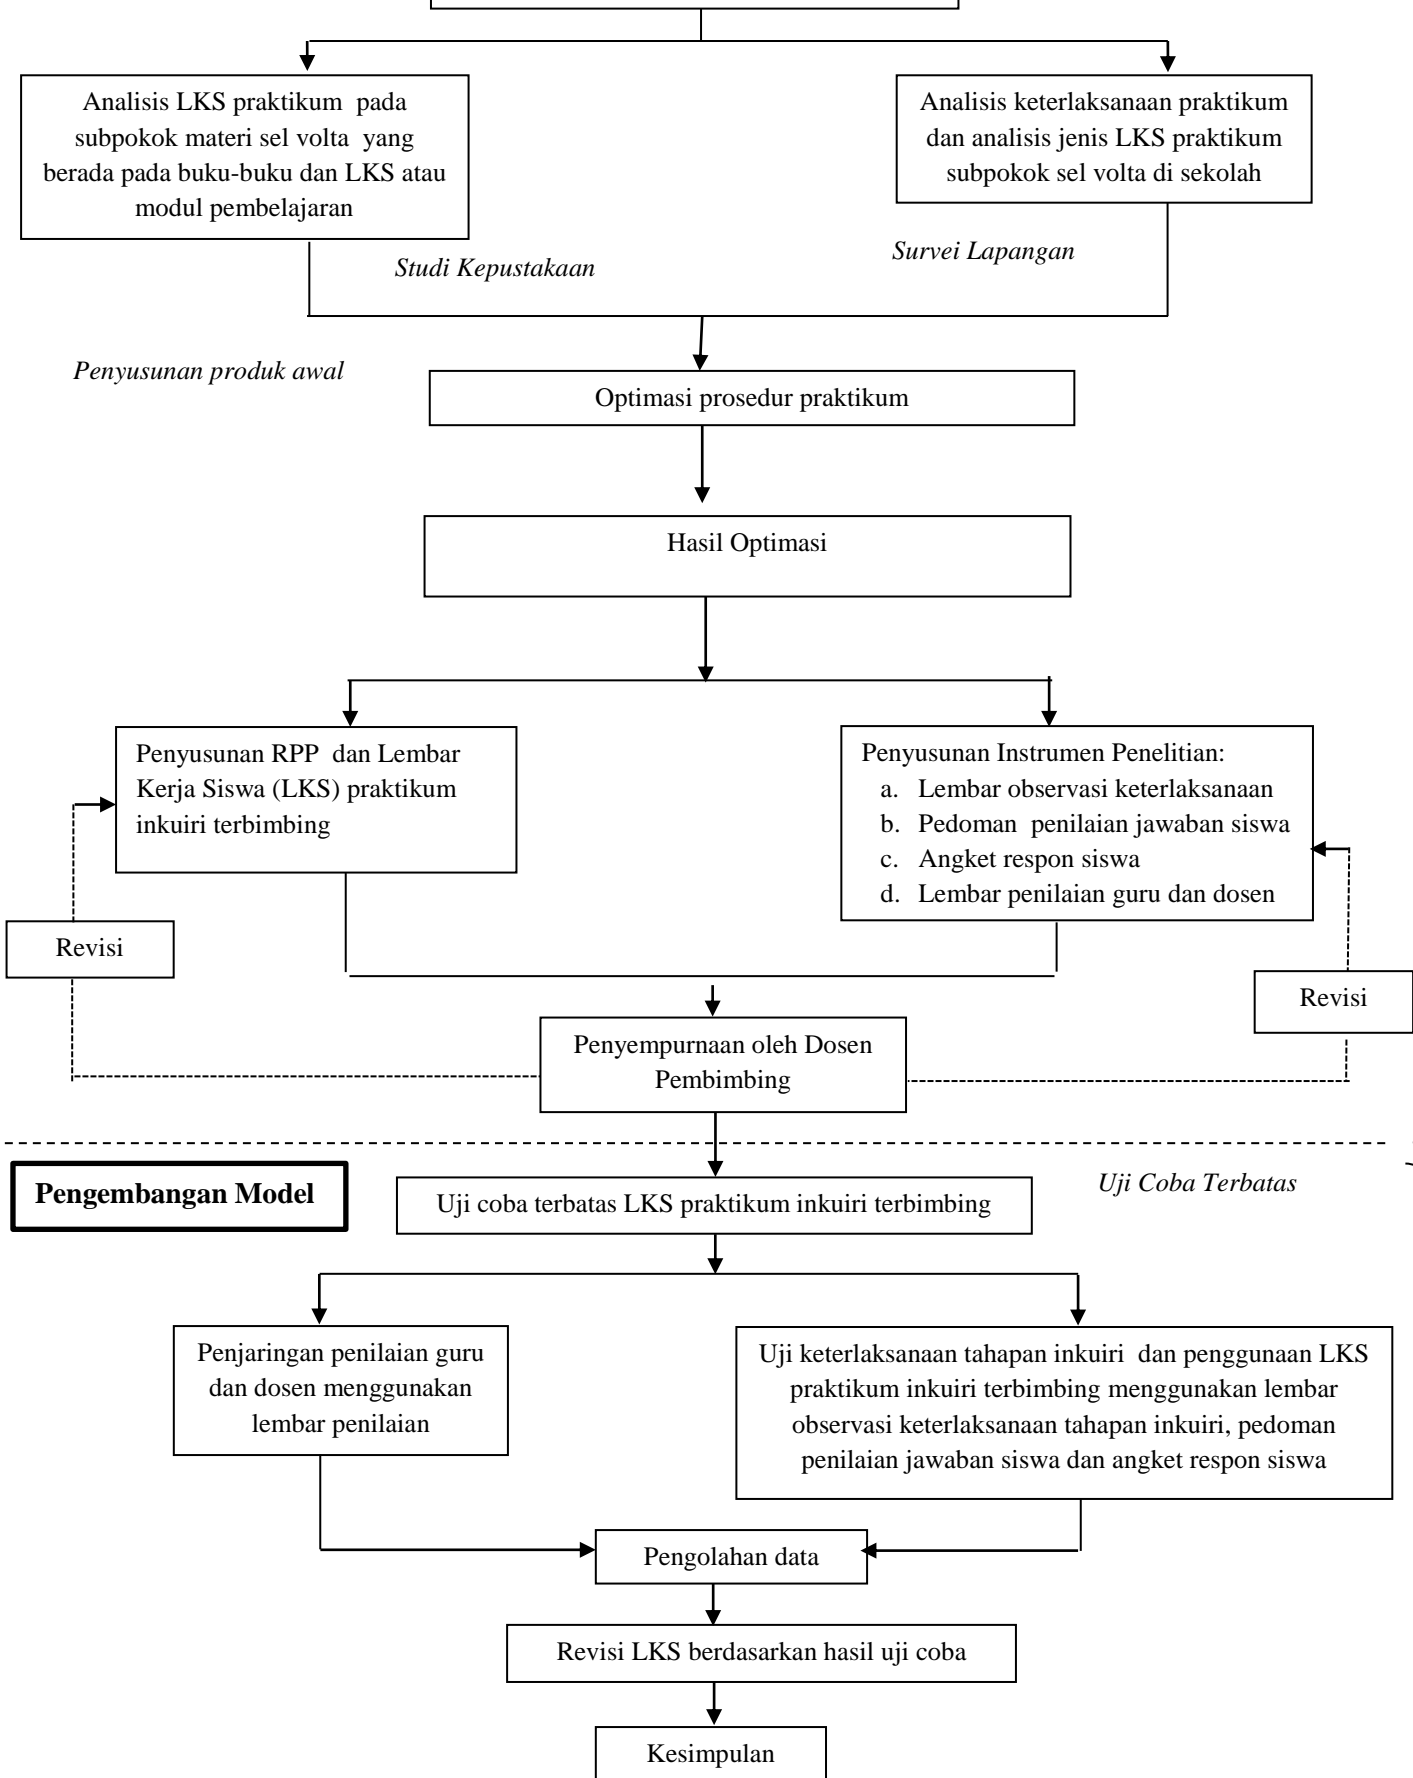 Analisis LKS praktikum pada
subpokok materi sel volta yang
berada pada buku-buku dan LKS atau
modul pembelajaran
Analisis keterlaksanaan praktikum
dan analisis jenis LKS praktikum
subpokok sel volta di sekolah
Studi Kepustakaan
Survei Lapangan
Penyusunan produk awal
Optimasi prosedur praktikum
Hasil Optimasi
Penyusunan RPP dan Lembar
Kerja Siswa (LKS) praktikum
inkuiri terbimbing
Penyusunan Instrumen Penelitian:
a. Lembar observasi keterlaksanaan
b. Pedoman penilaian jawaban siswa
c. Angket respon siswa
d. Lembar penilaian guru dan dosen
Revisi
Revisi
Penyempurnaan oleh Dosen
Pembimbing
Pengembangan Model
Uji coba terbatas LKS praktikum inkuiri terbimbing
Uji Coba Terbatas
Penjaringan penilaian guru
dan dosen menggunakan
lembar penilaian
Uji keterlaksanaan tahapan inkuiri dan penggunaan LKS
praktikum inkuiri terbimbing menggunakan lembar
observasi keterlaksanaan tahapan inkuiri, pedoman
penilaian jawaban siswa dan angket respon siswa
Pengolahan data
Revisi LKS berdasarkan hasil uji coba
Kesimpulan